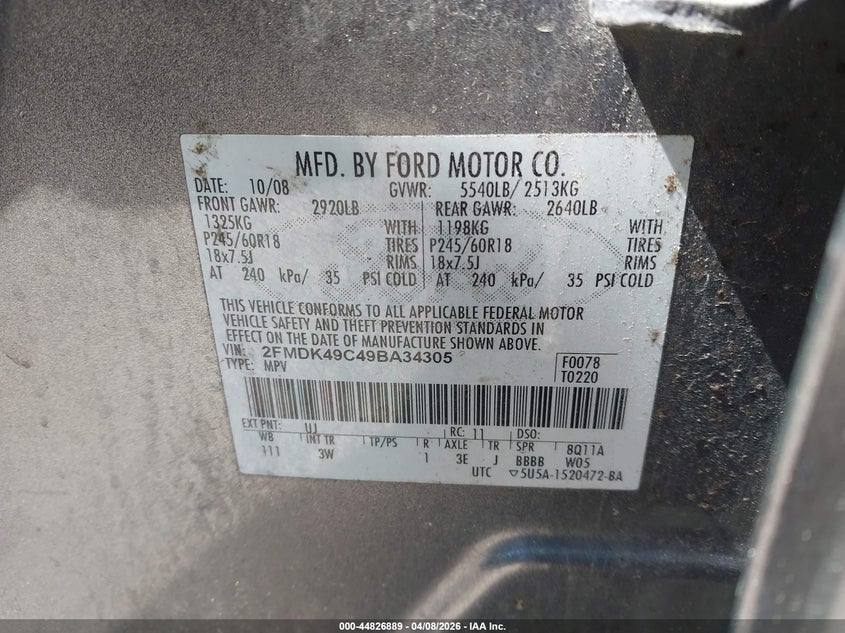 MFD. BY FORD MOTOR CO.
DATE: 10/08 GVWR: 5540LB/ 2513KG
FRONT GAWR: 2920LB REAR GAWR: 2640LB
1325KG WITH 1198KG WITH
P245/60R18 TIRES P245/60R18 TIRES
18x7.5J RIMS 18x7.5J RIMS
AT 240 kPa/ 35 PSI COLD AT 240 kPa/ 35 PSI COLD
THIS VEHICLE CONFORMS TO ALL APPLICABLE FEDERAL MOTOR
VEHICLE SAFETY AND THEFT PREVENTION STANDARDS IN
EFFECT ON THE DATE OF MANUFACTURE SHOWN ABOVE.
VIN: 2FMDK49C49BA34305 F0078
TYPE: MPV T0220
EXT PNT: UJ RC: 11 DSO:
WB INT TR TP/PS R AXLE TR SPR 8Q11A
111 3W 1 3E J BBBB W05
UTC 5U5A-1520472-BA
000-44826889 - 04/08/2026 - IAA Inc.